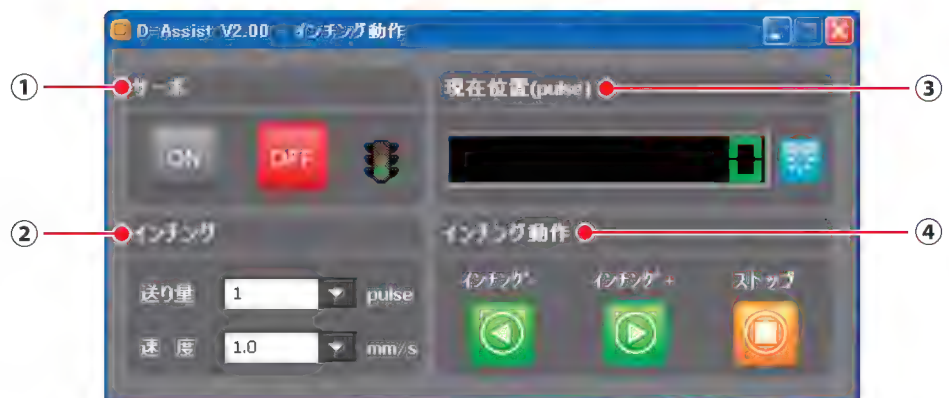 D-Assist V2.00 - インチング動作
① サーボ
現在位置(pulse) ③
ON OFF
0
② インチング
インチング動作 ④
送り量 1 pulse
速 度 1.0 mm/s
インチング- インチング+ ストップ